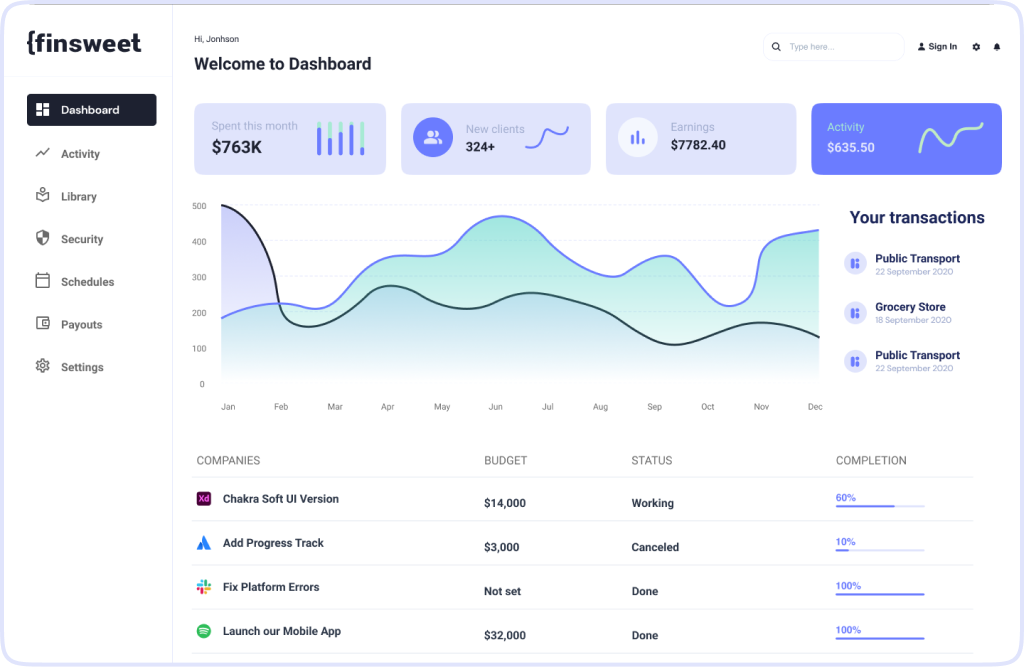 {finsweet
Dashboard
Activity
Library
Security
Schedules
Payouts
Settings
Hi, Jonhson
Welcome to Dashboard
Type here...
Sign In
Spent this month
$763K
New clients
324+
Earnings
$7782.40
Activity
$635.50
500
400
300
200
100
0
Jan Feb Mar Apr May Jun Jul Aug Sep Oct Nov Dec
Your transactions
Public Transport
22 September 2020
Grocery Store
18 September 2020
Public Transport
22 September 2020
COMPANIES BUDGET STATUS COMPLETION
Xd Chakra Soft UI Version $14,000 Working 60%
Add Progress Track $3,000 Canceled 10%
Fix Platform Errors Not set Done 100%
Launch our Mobile App $32,000 Done 100%